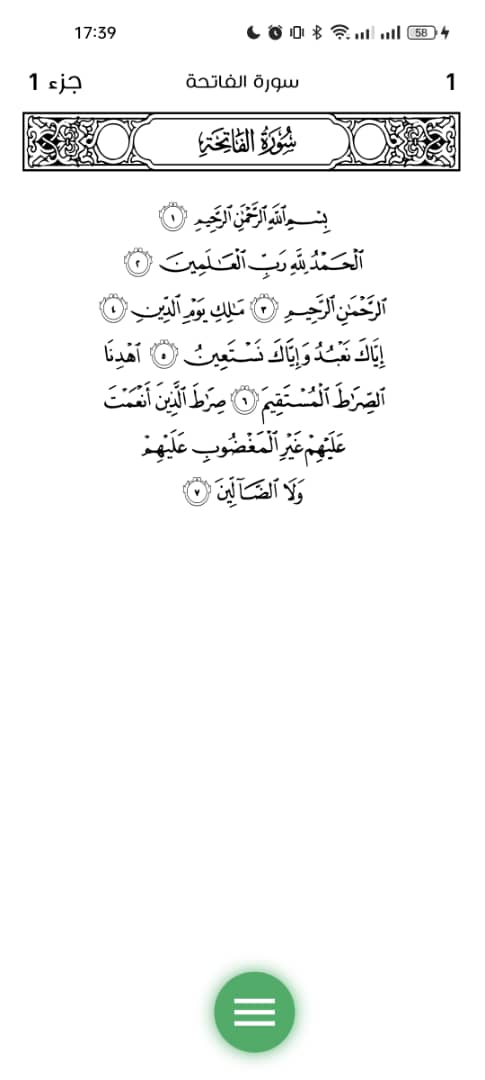 17:39
58
جزء 1 سورة الفاتحة 1
سُورَةُ الفَاتِحَةِ
بِسْمِ ٱللَّهِ ٱلرَّحْمَٰنِ ٱلرَّحِيمِ ١
ٱلْحَمْدُ لِلَّهِ رَبِّ ٱلْعَٰلَمِينَ ٢
ٱلرَّحْمَٰنِ ٱلرَّحِيمِ ٣ مَٰلِكِ يَوْمِ ٱلدِّينِ ٤
إِيَّاكَ نَعْبُدُ وَإِيَّاكَ نَسْتَعِينُ ٥ ٱهْدِنَا
ٱلصِّرَٰطَ ٱلْمُسْتَقِيمَ ٦ صِرَٰطَ ٱلَّذِينَ أَنْعَمْتَ
عَلَيْهِمْ غَيْرِ ٱلْمَغْضُوبِ عَلَيْهِمْ
وَلَا ٱلضَّآلِّينَ ٧